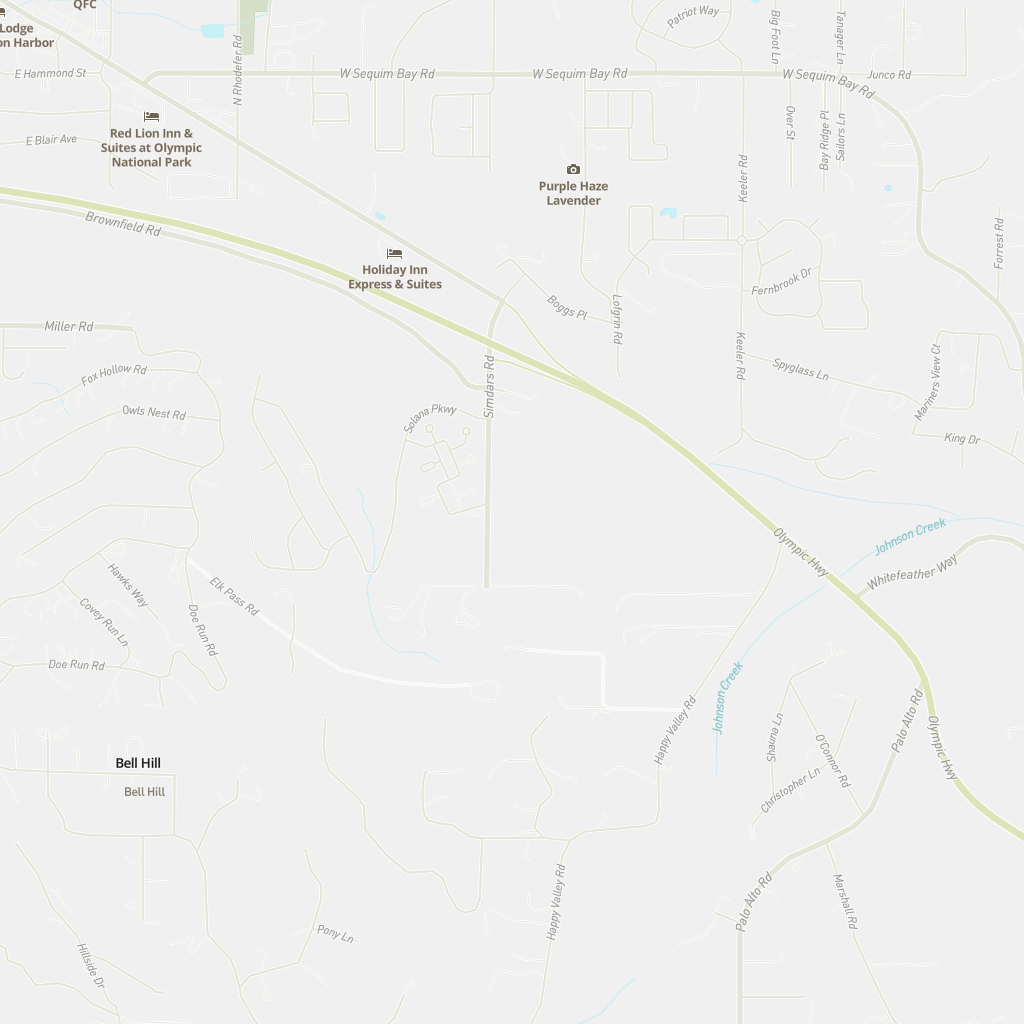 QFC
Lodge
on Harbor
E Hammond St
N Rhodefer Rd
W Sequim Bay Rd
W Sequim Bay Rd
W Sequim Bay Rd
Patriot Way
Big Foot Ln
Tanager Ln
Junco Rd
Red Lion Inn &
Suites at Olympic
National Park
E Blair Ave
Over St
Bay Ridge Pl
Sailors Ln
Keeler Rd
Purple Haze
Lavender
Brownfield Rd
Forrest Rd
Holiday Inn
Express & Suites
Fernbrook Dr
Boggs Pl
Lofgrin Rd
Miller Rd
Keeler Rd
Spyglass Ln
Mariners View Ct
Fox Hollow Rd
Simdars Rd
Owls Nest Rd
Solana Pkwy
King Dr
Olympic Hwy
Johnson Creek
Whitefeather Way
Hawks Way
Elk Pass Rd
Covey Run Ln
Doe Run Rd
Doe Run Rd
Johnson Creek
Happy Valley Rd
Palo Alto Rd
Shauna Ln
O'Connor Rd
Olympic Hwy
Bell Hill
Bell Hill
Christopher Ln
Happy Valley Rd
Palo Alto Rd
Marshall Rd
Pony Ln
Hillside Dr